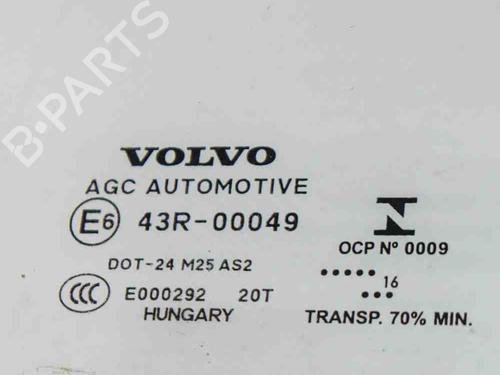 B-PARTS
VOLVO
AGC AUTOMOTIVE
E6 43R-00049
DOT-24 M25 AS2
CCC E000292 20T
HUNGARY
N
OCP Nº 0009
..... 16
...
TRANSP. 70% MIN.